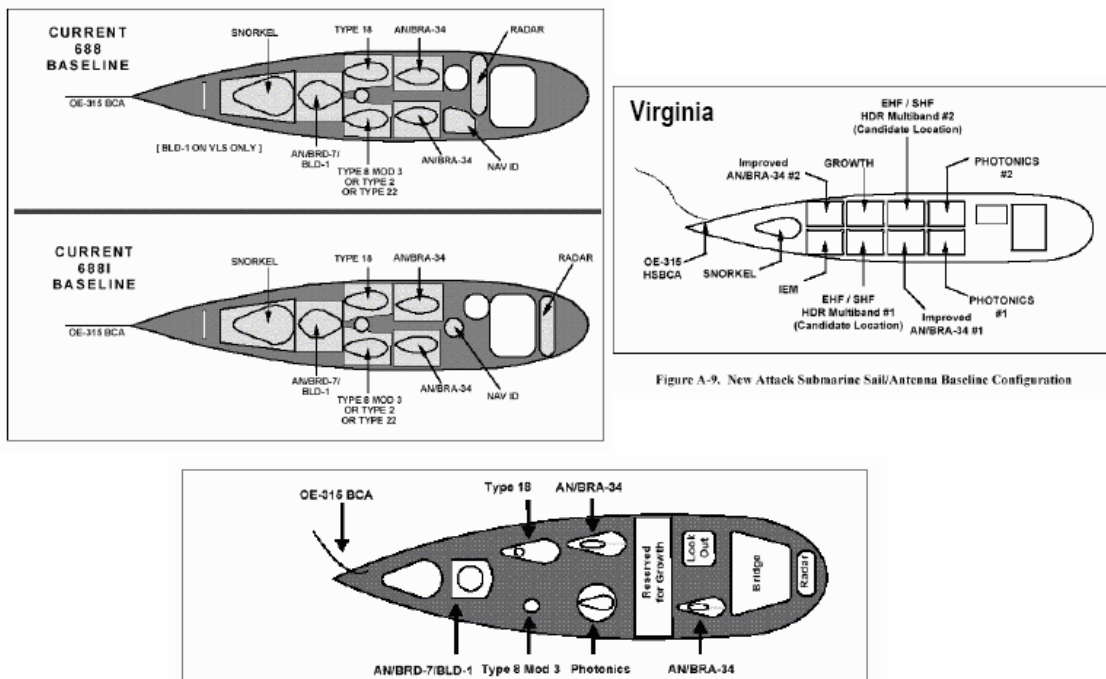 CURRENT
688
BASELINE
SNORKEL
TYPE 18
AN/BRA-34
RADAR
OE-315 BCA
[ BLD-1 ON VLS ONLY ]
AN/BRD-7/
BLD-1
TYPE 8 MOD 3
OR TYPE 2
OR TYPE 22
AN/BRA-34
NAV ID
CURRENT
688I
BASELINE
SNORKEL
TYPE 18
AN/BRA-34
RADAR
OE-315 BCA
AN/BRD-7/
BLD-1
TYPE 8 MOD 3
OR TYPE 2
OR TYPE 22
AN/BRA-34
NAV ID
Virginia
EHF / SHF
HDR Multiband #2
(Candidate Location)
Improved
AN/BRA-34 #2
GROWTH
PHOTONICS
#2
OE-315
HSBCA
SNORKEL
IEM
EHF / SHF
HDR Multiband #1
(Candidate Location)
Improved
AN/BRA-34 #1
PHOTONICS
#1
Figure A-9. New Attack Submarine Sail/Antenna Baseline Configuration
OE-315 BCA
Type 18
AN/BRA-34
Reserved
for Growth
Look
Out
Bridge
Radar
AN/BRD-7/BLD-1
Type 8 Mod 3
Photonics
AN/BRA-34